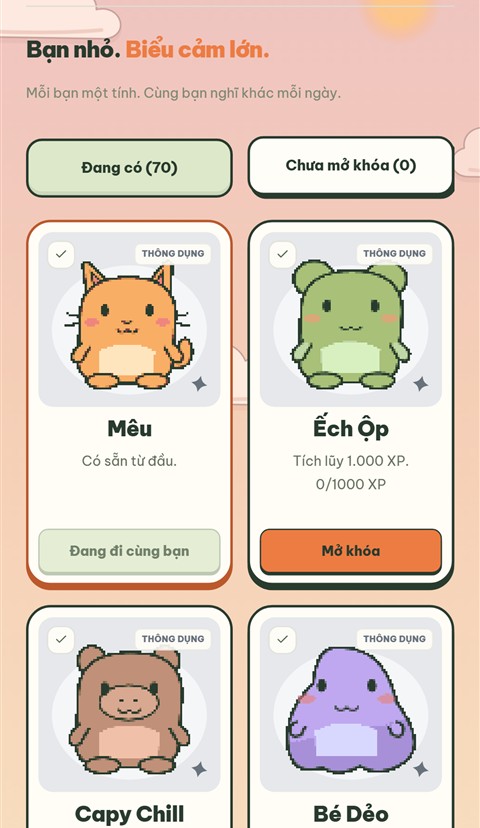 Bạn nhỏ. Biểu cảm lớn.
Mỗi bạn một tính. Cùng bạn nghĩ khác mỗi ngày.
Đang có (70)
Chưa mở khóa (0)
THÔNG DỤNG
THÔNG DỤNG
Mêu
Ếch Ộp
Có sẵn từ đầu.
Tích lũy 1.000 XP.
0/1000 XP
Đang đi cùng bạn
Mở khóa
THÔNG DỤNG
THÔNG DỤNG
Capy Chill
Bé Dẻo